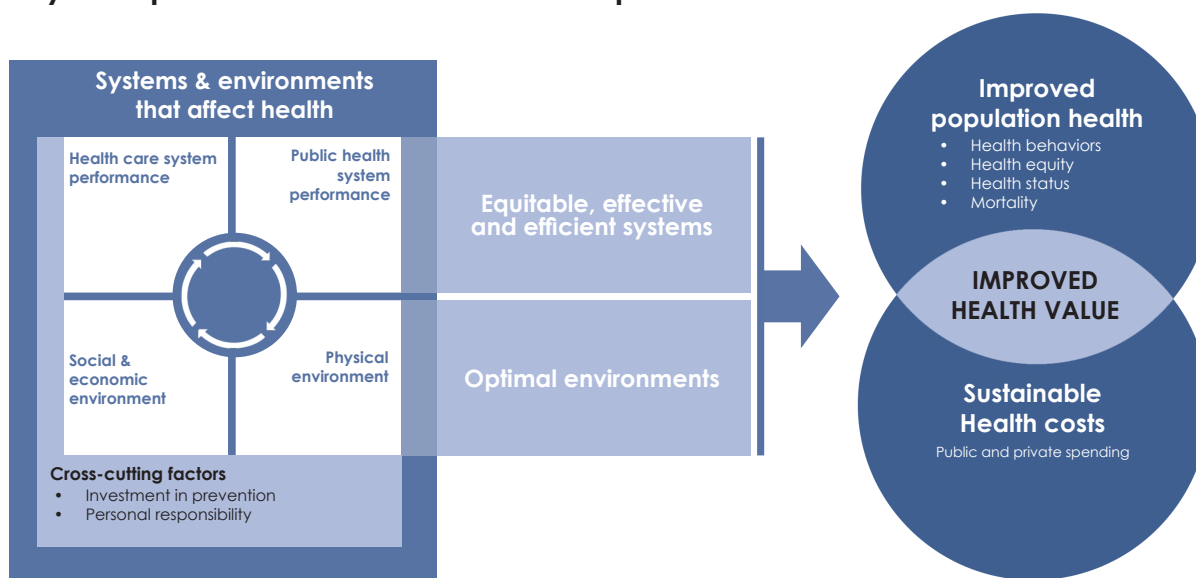 Systems & environments
that affect health
Health care system
performance
Public health
system
performance
Social &
economic
environment
Physical
environment
Cross-cutting factors
• Investment in prevention
• Personal responsibility
Equitable, effective
and efficient systems
Optimal environments
Improved
population health
• Health behaviors
• Health equity
• Health status
• Mortality
IMPROVED
HEALTH VALUE
Sustainable
Health costs
Public and private spending